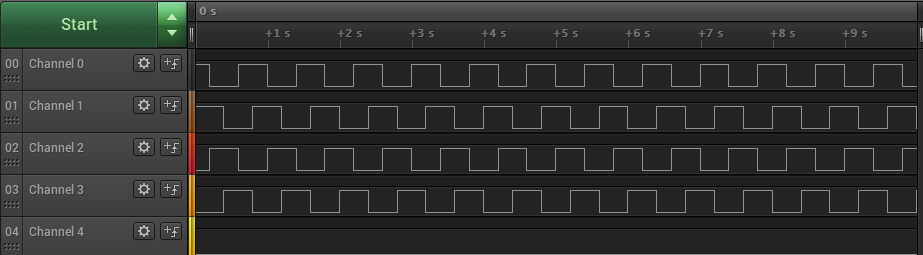 Start
0 s
+1 s +2 s +3 s +4 s +5 s +6 s +7 s +8 s +9 s
00 Channel 0
01 Channel 1
02 Channel 2
03 Channel 3
04 Channel 4